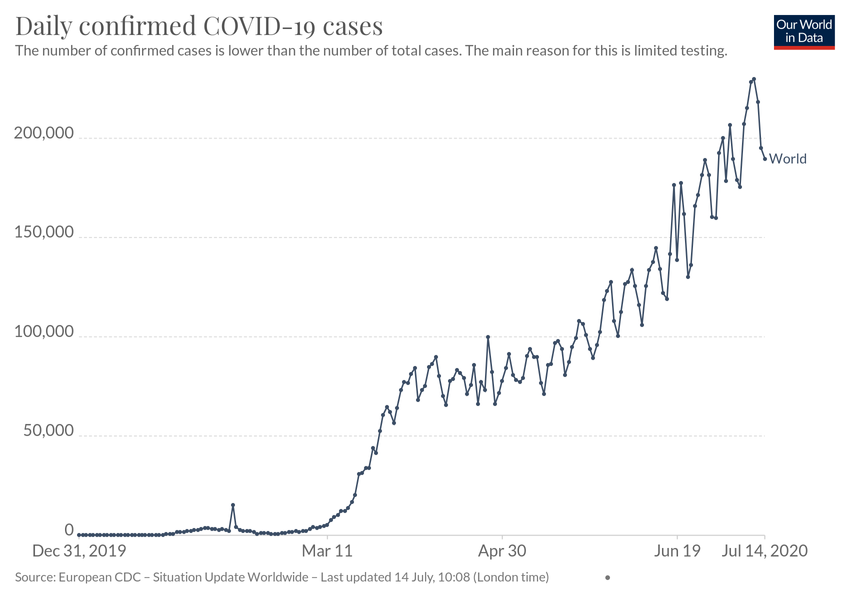 Daily confirmed COVID-19 cases
The number of confirmed cases is lower than the number of total cases. The main reason for this is limited testing.
Our World
in Data
200,000
World
150,000
100,000
50,000
0
Dec 31, 2019 Mar 11 Apr 30 Jun 19 Jul 14, 2020
Source: European CDC – Situation Update Worldwide – Last updated 14 July, 10:08 (London time)